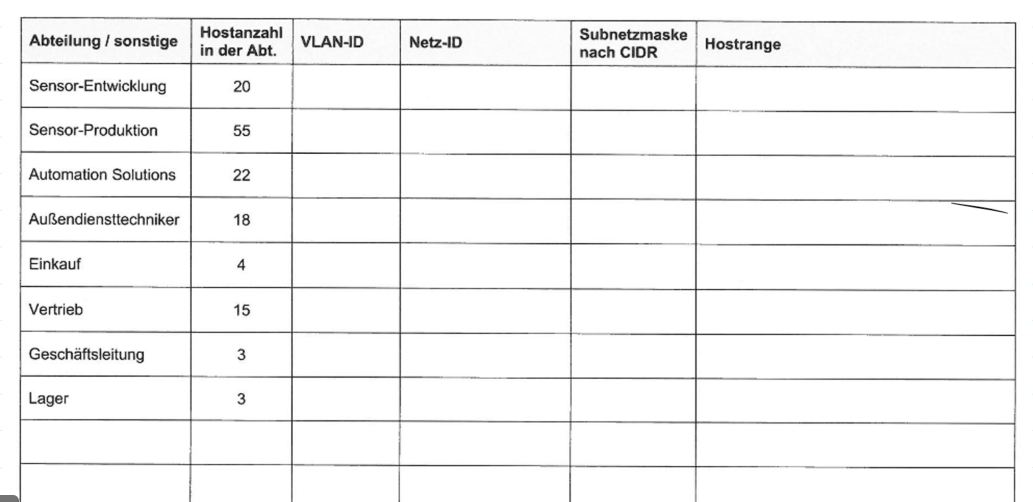 Abteilung / sonstige Hostanzahl in der Abt. VLAN-ID Netz-ID Subnetzmaske nach CIDR Hostrange
Sensor-Entwicklung 20
Sensor-Produktion 55
Automation Solutions 22
Außendiensttechniker 18
Einkauf 4
Vertrieb 15
Geschäftsleitung 3
Lager 3